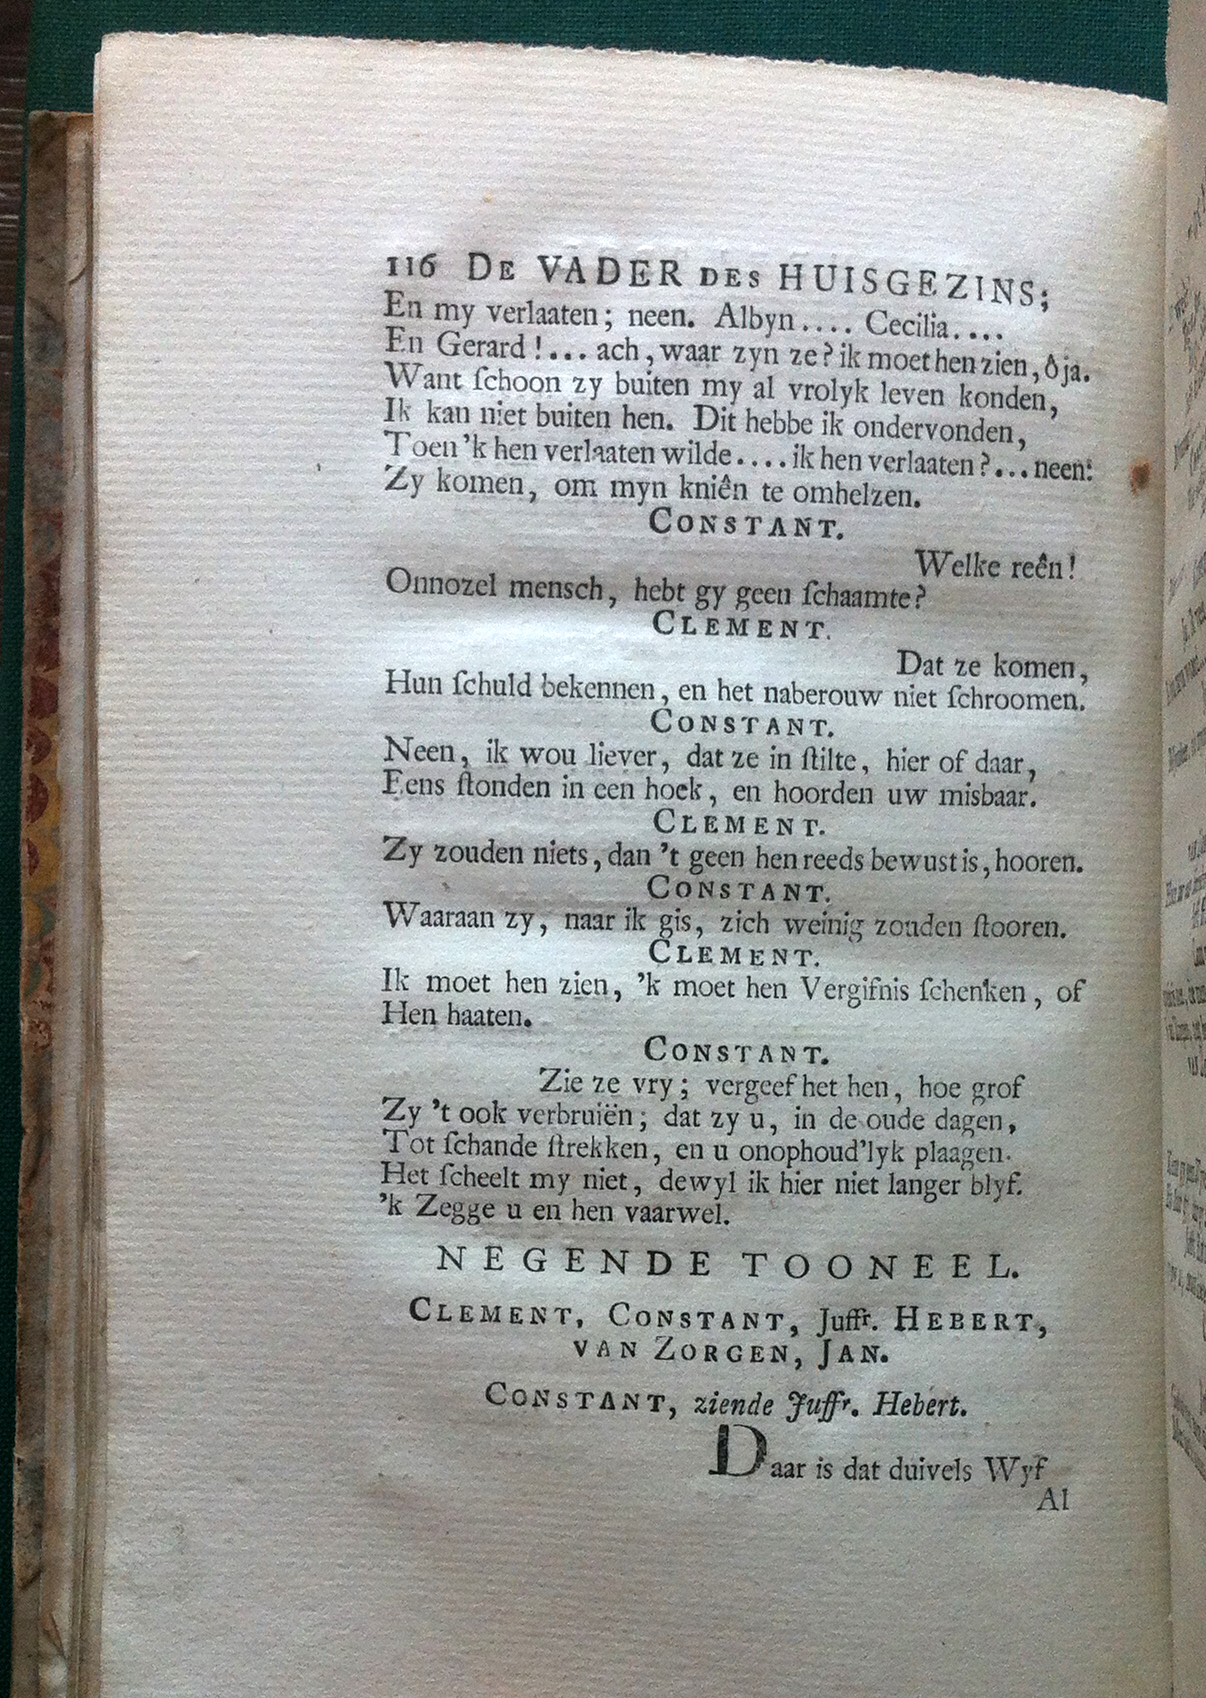 116 DE VADER DES HUISGEZINS;
En my verlaaten; neen. Albyn.... Cecilia....
En Gerard!... ach, waar zyn ze? ik moet hen zien, ô ja.
Want ſchoon zy buiten my al vrolyk leven konden,
Ik kan niet buiten hen. Dit hebbe ik ondervonden,
Toen 'k hen verlaaten wilde.... ik hen verlaaten?... neen:
Zy komen, om myn kniên te omhelzen.
CONSTANT.
Welke reên!
Onnozel mensch, hebt gy geen ſchaamte?
CLEMENT.
Dat ze komen,
Hun ſchuld bekennen, en het naberouw niet ſchroomen.
CONSTANT.
Neen, ik wou liever, dat ze in ſtilte, hier of daar,
Eens ſtonden in een hoek, en hoorden uw misbaar.
CLEMENT.
Zy zouden niets, dan 't geen hen reeds bewust is, hooren.
CONSTANT.
Waaraan zy, naar ik gis, zich weinig zouden ſtooren.
CLEMENT.
Ik moet hen zien, 'k moet hen Vergifnis ſchenken, of
Hen haaten.
CONSTANT.
Zie ze vry; vergeef het hen, hoe grof
Zy 't ook verbruiën; dat zy u, in de oude dagen,
Tot ſchande ſtrekken, en u onophoud'lyk plaagen.
Het ſcheelt my niet, dewyl ik hier niet langer blyf.
'k Zegge u en hen vaarwel.
NEGENDE TOONEEL.
CLEMENT, CONSTANT, Juffr. HEBERT,
VAN ZORGEN, JAN.
CONSTANT, ziende Juffr. Hebert.
Daar is dat duivels Wyf
Al